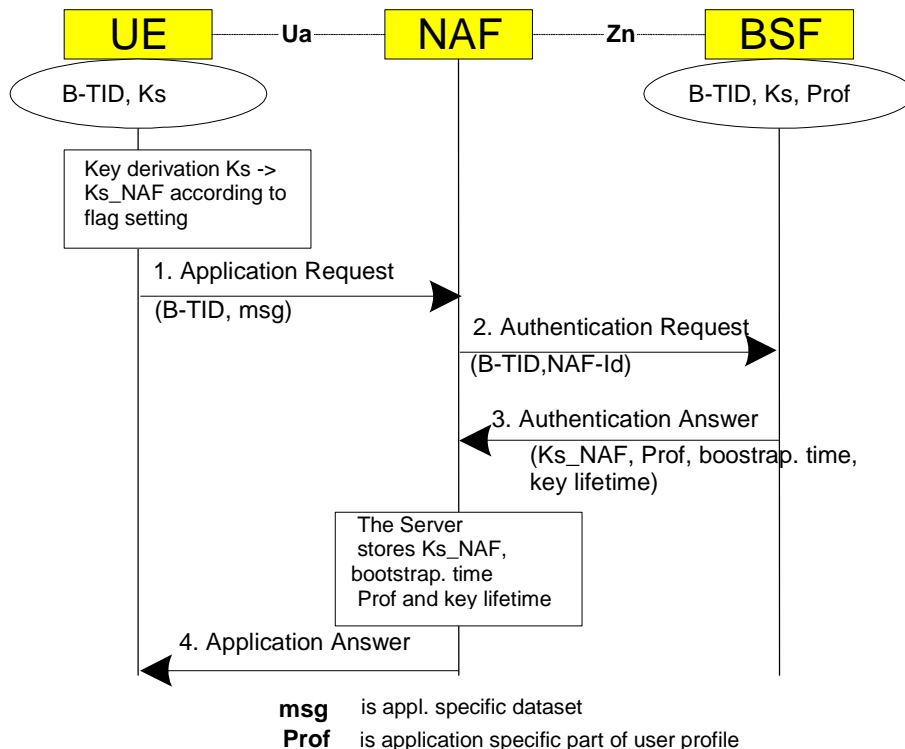 UE Ua NAF Zn BSF
B-TID, Ks
B-TID, Ks, Prof
Key derivation Ks ->
Ks_NAF according to
flag setting
1. Application Request
(B-TID, msg)
2. Authentication Request
(B-TID,NAF-Id)
3. Authentication Answer
(Ks_NAF, Prof, boostrap. time,
key lifetime)
The Server
stores Ks_NAF,
bootstrap. time
Prof and key lifetime
4. Application Answer
msg is appl. specific dataset
Prof is application specific part of user profile